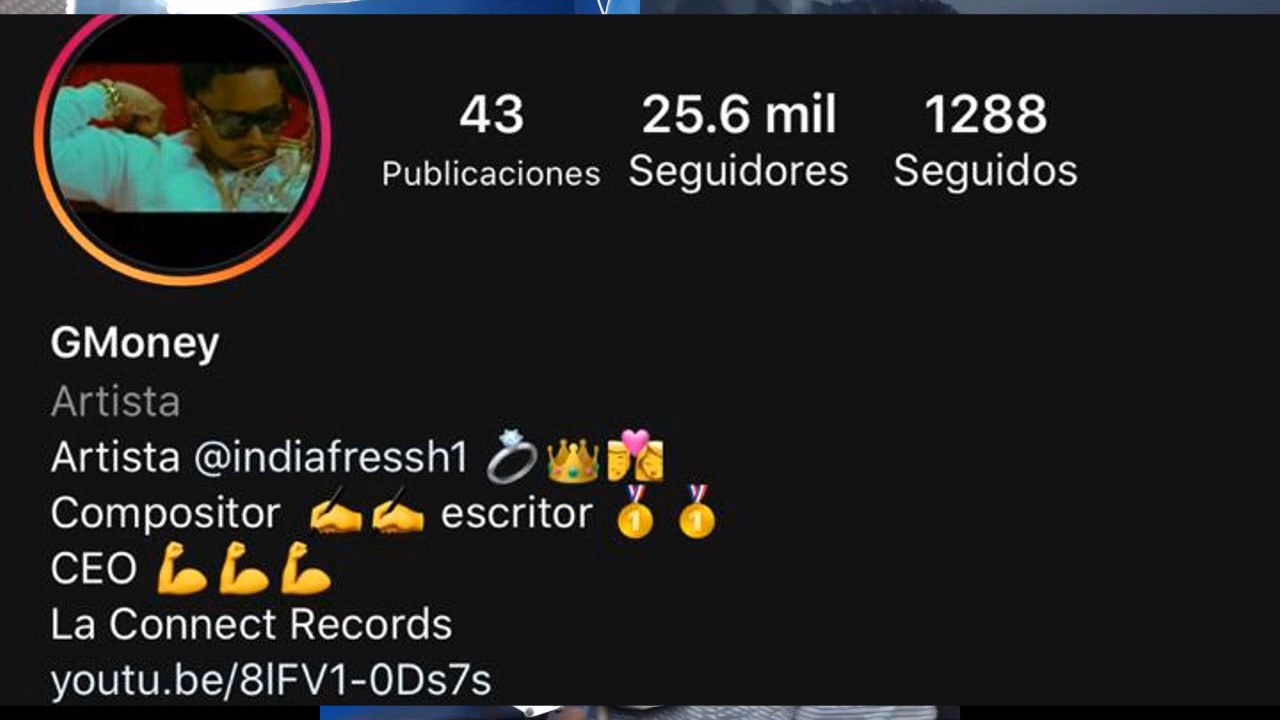 43 25.6 mil 1288
Publicaciones Seguidores Seguidos
GMoney
Artista
Artista @indiafressh1 💍👑💏
Compositor ✍️✍️ escritor 🥇🥇
CEO 💪💪💪
La Connect Records
youtu.be/8lFV1-0Ds7s